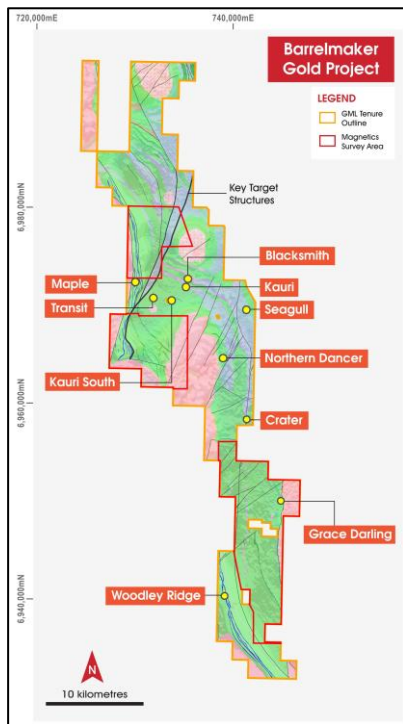 720,000mE
740,000mE
Barrelmaker
Gold Project
LEGEND
GML Tenure
Outline
Magnetics
Survey Area
Key Target
Structures
6,980,000mN
Blacksmith
Maple
Kauri
Transit
Seagull
Northern Dancer
Kauri South
6,960,000mN
Crater
Grace Darling
Woodley Ridge
6,940,000mN
N
10 kilometres